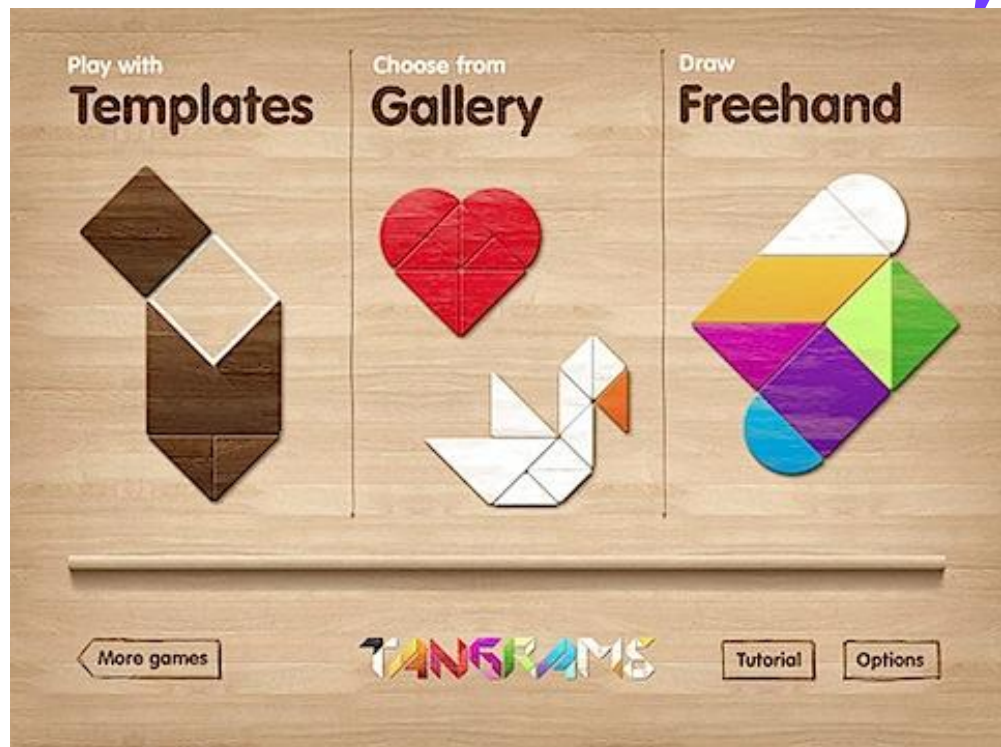 Play with
Templates
Choose from
Gallery
Draw
Freehand
More games
TANGRAMS
Tutorial
Options